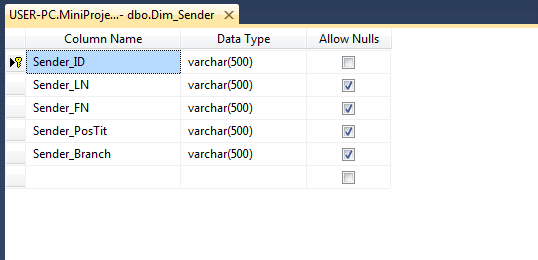 USER-PC.MiniProje...- dbo.Dim_Sender
Column Name Data Type Allow Nulls
Sender_ID varchar(500)
Sender_LN varchar(500)
Sender_FN varchar(500)
Sender_PosTit varchar(500)
Sender_Branch varchar(500)